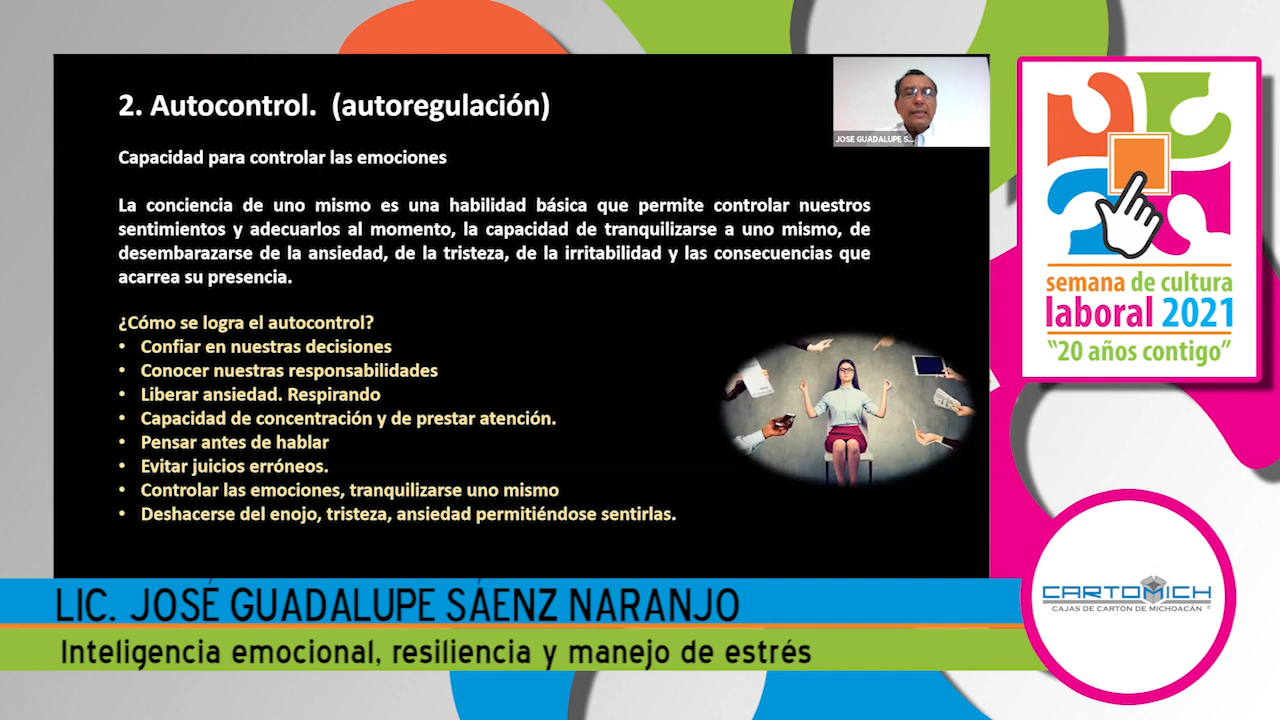 2. Autocontrol. (autoregulación)
Capacidad para controlar las emociones
La conciencia de uno mismo es una habilidad básica que permite controlar nuestros
sentimientos y adecuarlos al momento, la capacidad de tranquilizarse a uno mismo, de
desembarazarse de la ansiedad, de la tristeza, de la irritabilidad y las consecuencias que
acarrea su presencia.
¿Cómo se logra el autocontrol?
• Confiar en nuestras decisiones
• Conocer nuestras responsabilidades
• Liberar ansiedad. Respirando
• Capacidad de concentración y de prestar atención.
• Pensar antes de hablar
• Evitar juicios erróneos.
• Controlar las emociones, tranquilizarse uno mismo
• Deshacerse del enojo, tristeza, ansiedad permitiéndose sentirlas.
JOSE GUADALUPE S...
semana de cultura
laboral 2021
"20 años contigo"
LIC. JOSÉ GUADALUPE SÁENZ NARANJO
Inteligencia emocional, resiliencia y manejo de estrés
CARTOMICH
CAJAS DE CARTÓN DE MICHOACÁN ®